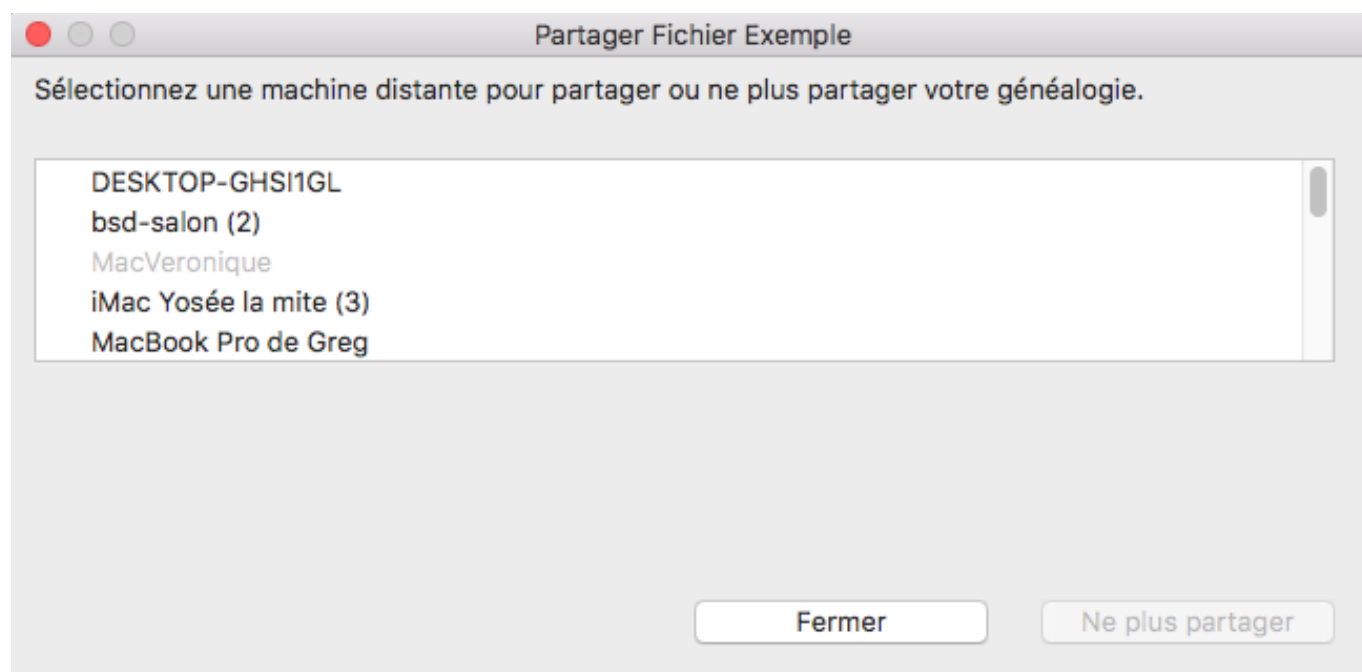 Partager Fichier Exemple
Sélectionnez une machine distante pour partager ou ne plus partager votre généalogie.
DESKTOP-GHSI1GL
bsd-salon (2)
MacVeronique
iMac Yosée la mite (3)
MacBook Pro de Greg
Fermer
Ne plus partager